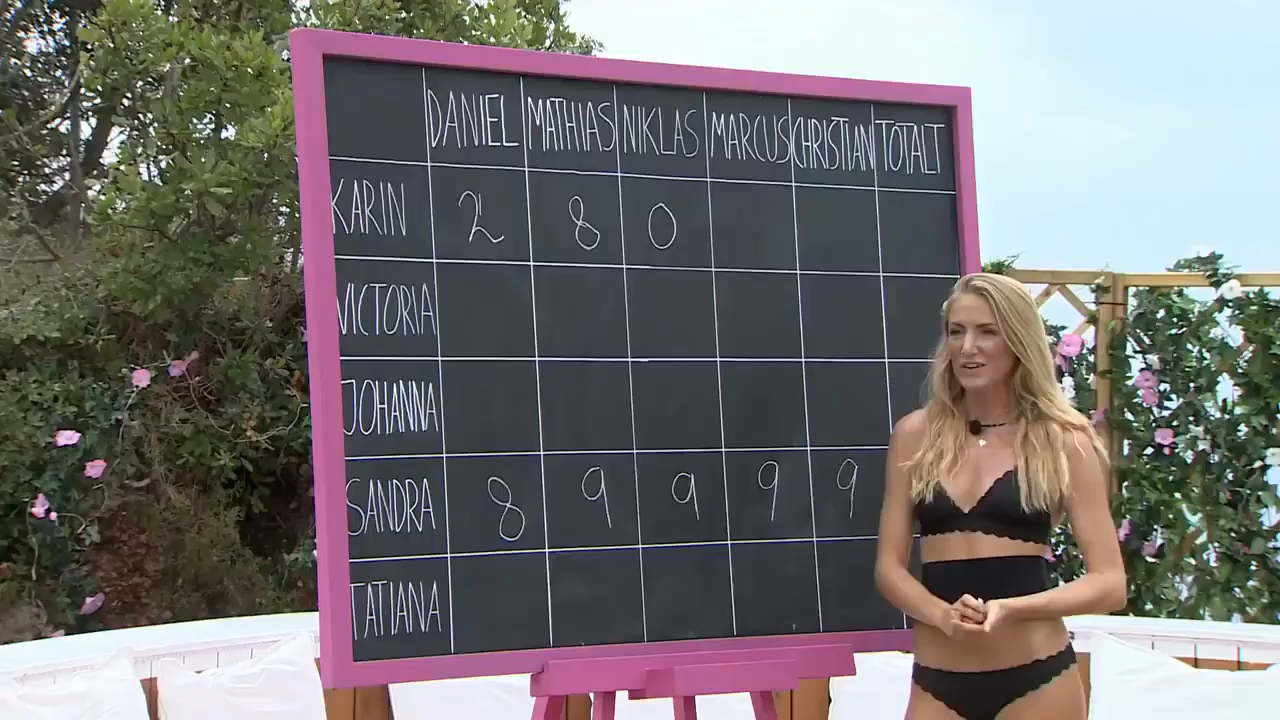 DANIEL MATHIAS NIKLAS MARCUS CHRISTIAN TOTALT
KARIN 2 8 0
VICTORIA
JOHANNA
SANDRA 8 9 9 9 9
TATIANA